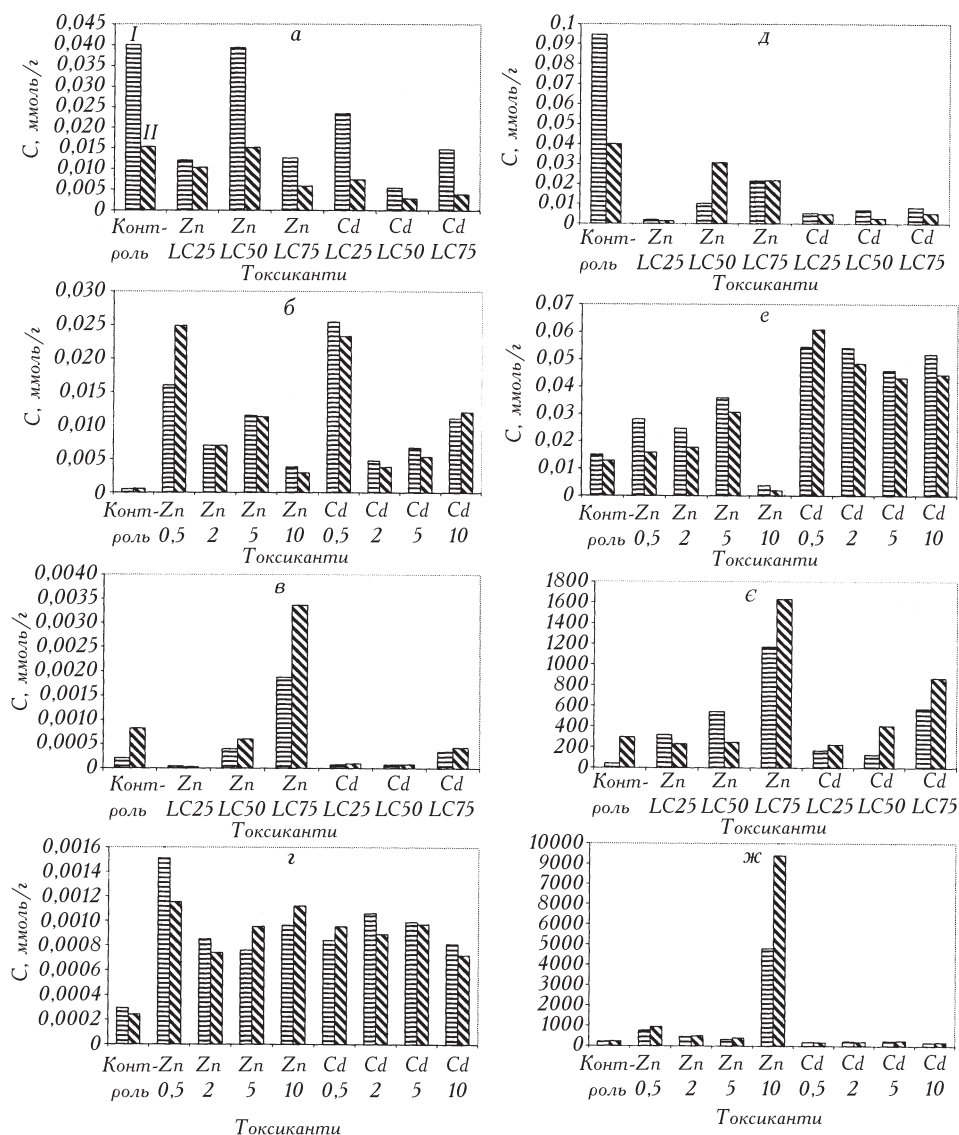 0,045
0,040
0,035
0,030
0,025
0,020
0,015
0,010
0,005
0
С, ммоль/г
а
I
II
Конт- Zn Zn Zn Cd Cd Cd
роль LC25 LC50 LC75 LC25 LC50 LC75
Токсиканти
0,1
0,09
0,08
0,07
0,06
0,05
0,04
0,03
0,02
0,01
0
С, ммоль/г
д
Конт- Zn Zn Zn Cd Cd Cd
роль LC25 LC50 LC75 LC25 LC50 LC75
Токсиканти
0,030
0,025
0,020
0,015
0,010
0,005
0
С, ммоль/г
б
Конт- Zn Zn Zn Zn Cd Cd Cd Cd
роль 0,5 2 5 10 0,5 2 5 10
Токсиканти
0,07
0,06
0,05
0,04
0,03
0,02
0,01
0
С, ммоль/г
е
Конт- Zn Zn Zn Zn Cd Cd Cd Cd
роль 0,5 2 5 10 0,5 2 5 10
Токсиканти
0,0040
0,0035
0,0030
0,0025
0,0020
0,0015
0,0010
0,0005
0
С, ммоль/г
в
Конт- Zn Zn Zn Cd Cd Cd
роль LC25 LC50 LC75 LC25 LC50 LC75
Токсиканти
1800
1600
1400
1200
1000
800
600
400
200
0
є
Конт- Zn Zn Zn Cd Cd Cd
роль LC25 LC50 LC75 LC25 LC50 LC75
Токсиканти
0,0016
0,0014
0,0012
0,0010
0,0008
0,0006
0,0004
0,0002
0
С, ммоль/г
г
Конт- Zn Zn Zn Zn Cd Cd Cd Cd
роль 0,5 2 5 10 0,5 2 5 10
Токсиканти
10000
9000
8000
7000
6000
5000
4000
3000
2000
1000
0
ж
Конт- Zn Zn Zn Zn Cd Cd Cd Cd
роль 0,5 2 5 10 0,5 2 5 10
Токсиканти